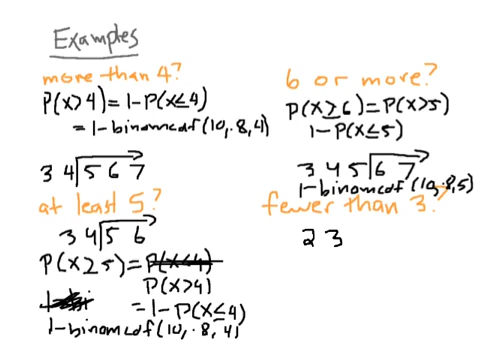 Examples
more than 4?
P(x>4)=1-P(x≤4)
=1-binomcdf(10,.8,4)
3 4 5 6 7
at least 5?
3 4 5 6
P(x≥5)=P(x<4)
P(x>4)
=1-P(x≤4)
1-binomcdf(10,.8,4)
6 or more?
P(x≥6)=P(x>5)
1-P(x≤5)
3 4 5 6 7
1-binomcdf(10,.8,5)
fewer than 3?
2 3